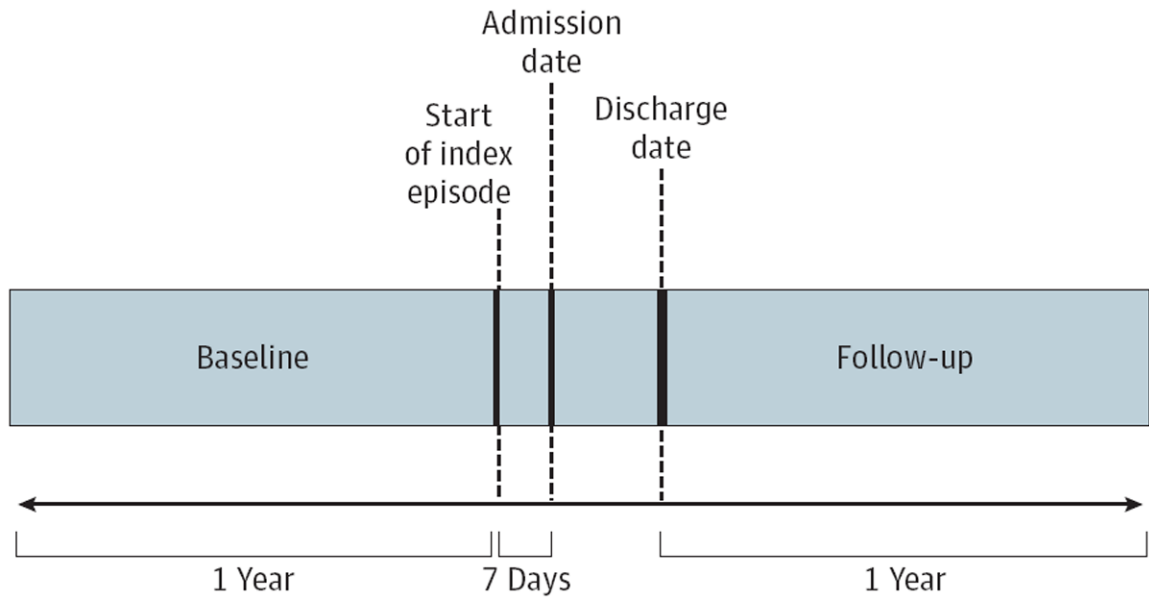 Admission
date
Discharge
date
Start
of index
episode
Baseline
Follow-up
1 Year
7 Days
1 Year